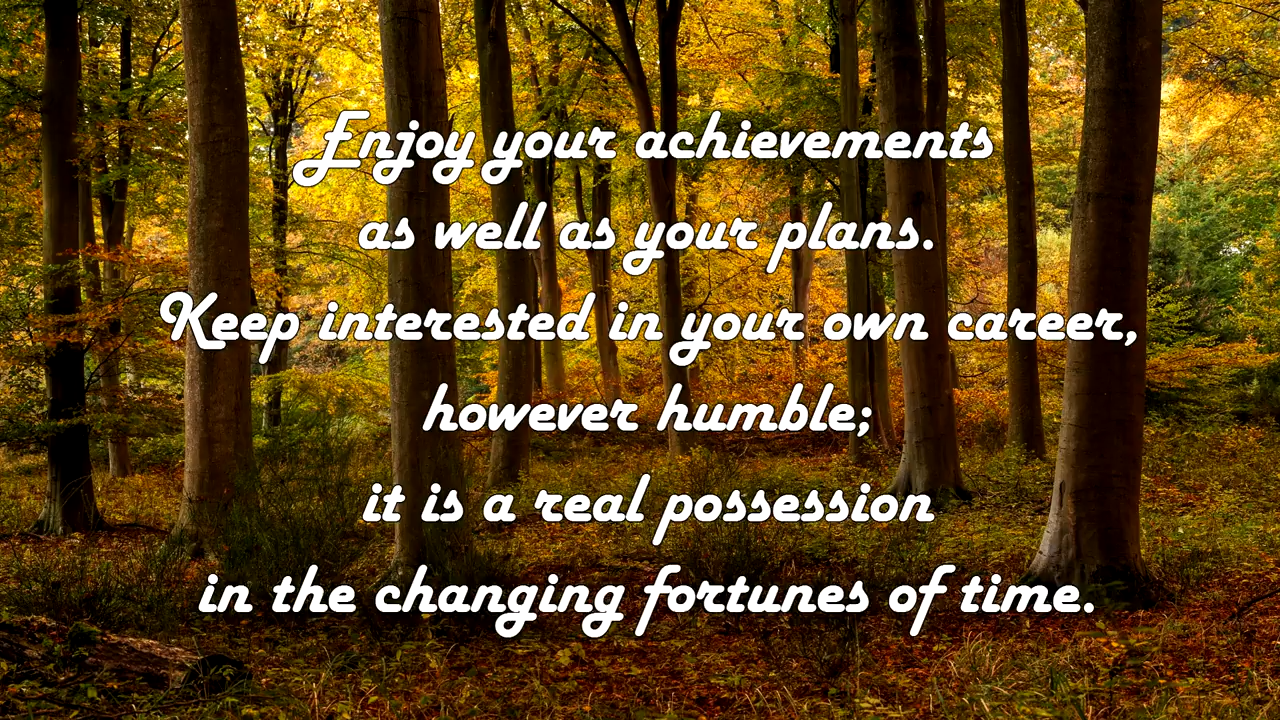 Enjoy your achievements
as well as your plans.
Keep interested in your own career,
however humble;
it is a real possession
in the changing fortunes of time.